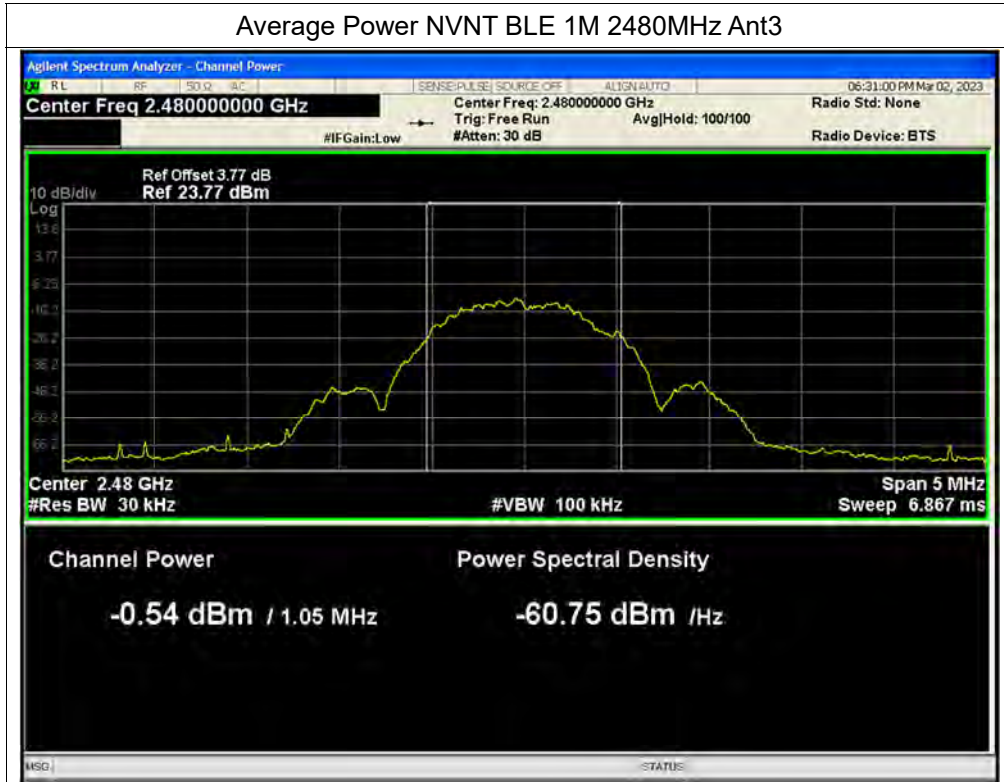 Average Power NVNT BLE 1M 2480MHz Ant3
Agilent Spectrum Analyzer - Channel Power
RL RF 50 Ω AC SENSE:PULSE SOURCE OFF ALIGN AUTO 06:31:00 PM Mar 02, 2023
Center Freq 2.480000000 GHz Center Freq: 2.480000000 GHz Radio Std: None
Trig: Free Run Avg|Hold: 100/100
#IFGain:Low #Atten: 30 dB Radio Device: BTS
Ref Offset 3.77 dB
10 dB/div Ref 23.77 dBm
Log
13.8
3.77
-6.23
-16.2
-26.2
-36.2
-46.2
-56.2
-66.2
Center 2.48 GHz Span 5 MHz
#Res BW 30 kHz #VBW 100 kHz Sweep 6.867 ms
Channel Power Power Spectral Density
-0.54 dBm / 1.05 MHz -60.75 dBm /Hz
MSG STATUS